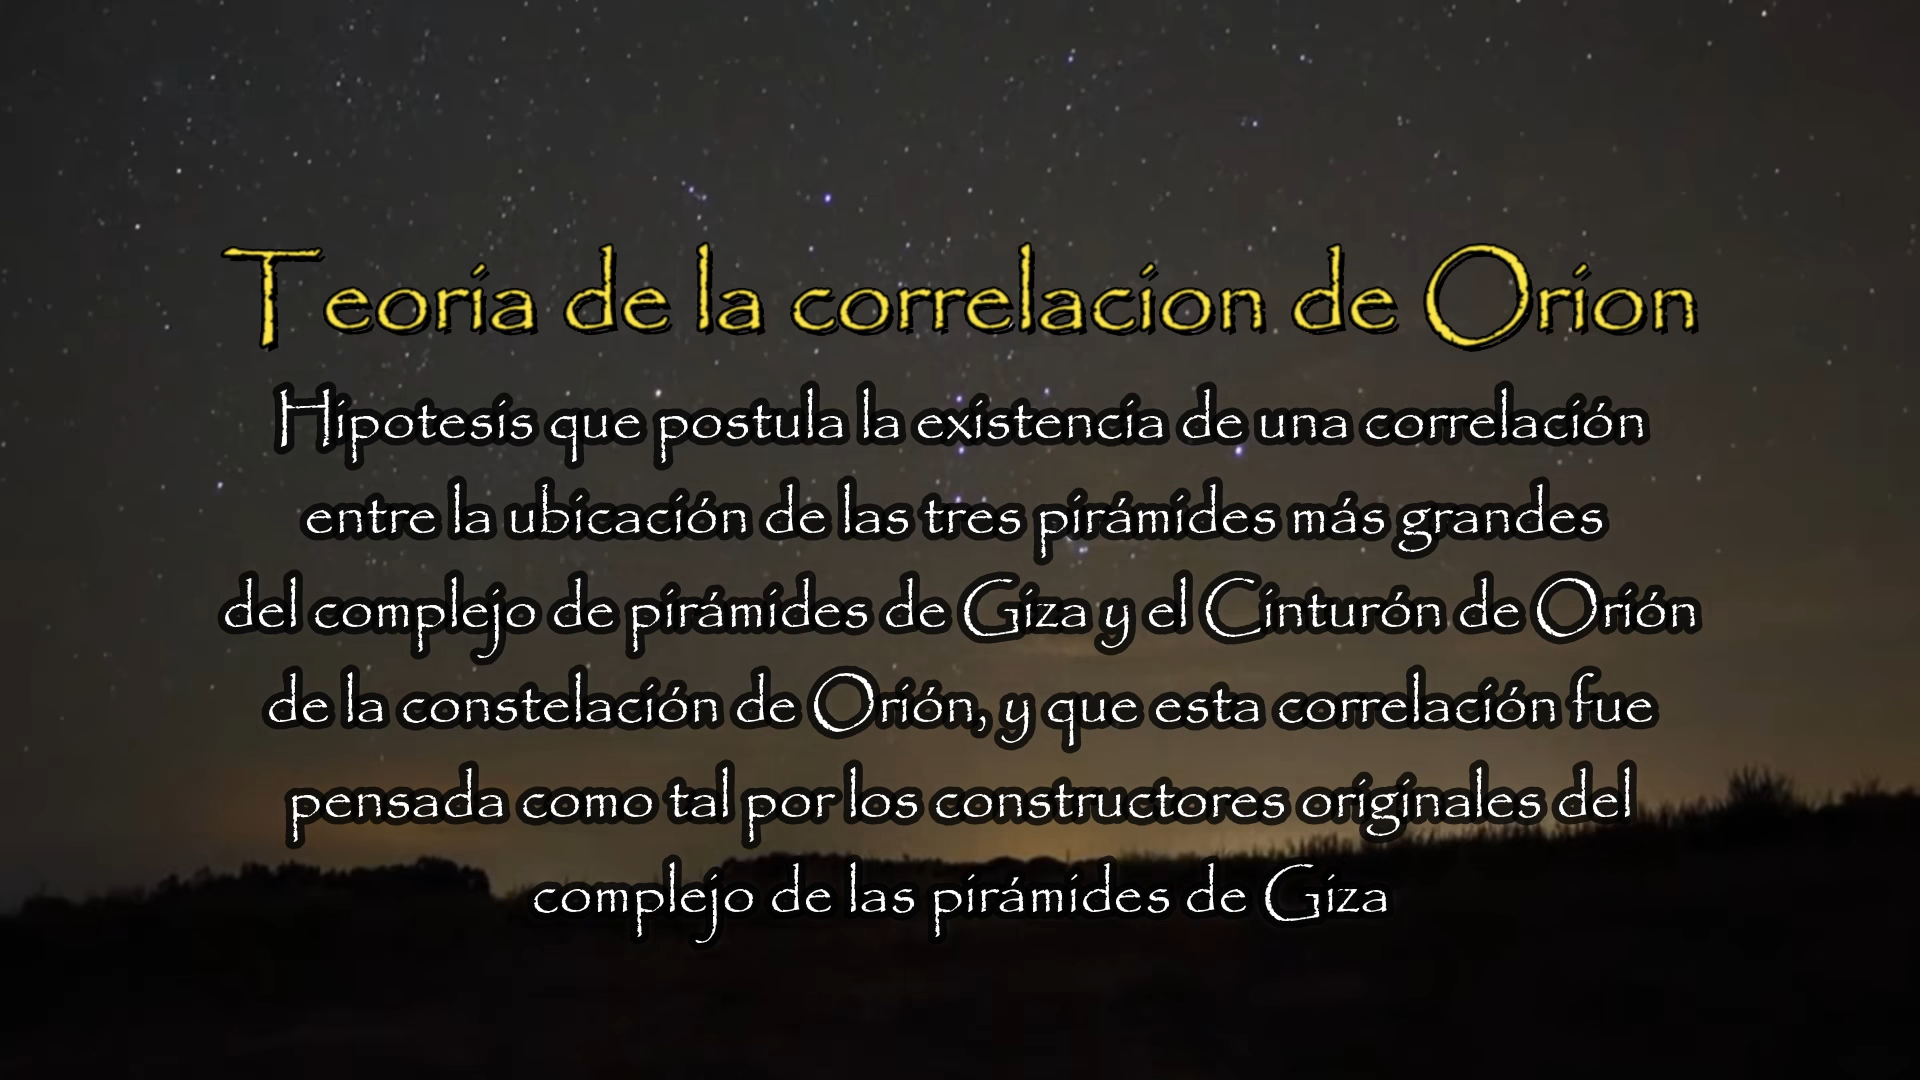 Teoria de la correlacion de Orion
Hipotesis que postula la existencia de una correlación
entre la ubicación de las tres pirámides más grandes
del complejo de pirámides de Giza y el Cinturón de Orión
de la constelación de Orión, y que esta correlación fue
pensada como tal por los constructores originales del
complejo de las pirámides de Giza